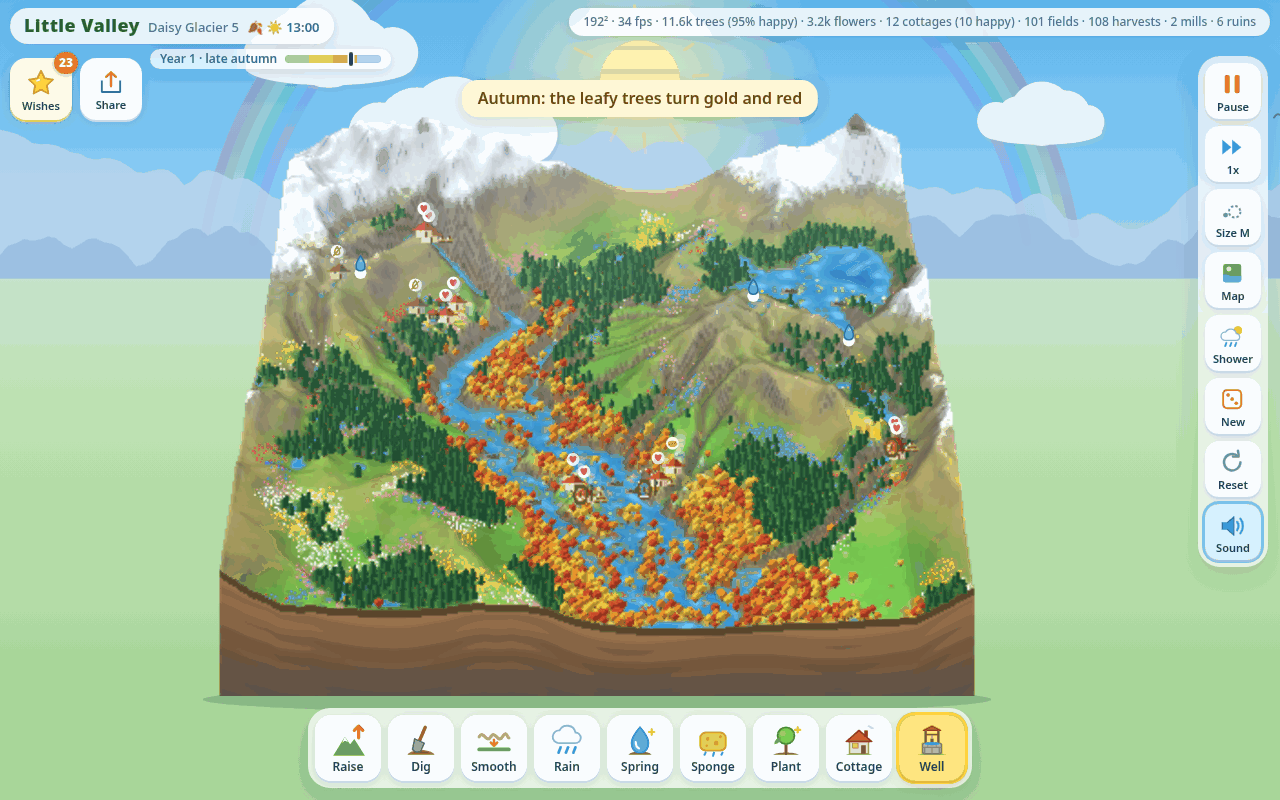 Little Valley Daisy Glacier 5 13:00
192² · 34 fps · 11.6k trees (95% happy) · 3.2k flowers · 12 cottages (10 happy) · 101 fields · 108 harvests · 2 mills · 6 ruins
Year 1 · late autumn
23
Wishes
Share
Autumn: the leafy trees turn gold and red
Pause
1x
Size M
Map
Shower
New
Reset
Sound
Raise
Dig
Smooth
Rain
Spring
Sponge
Plant
Cottage
Well